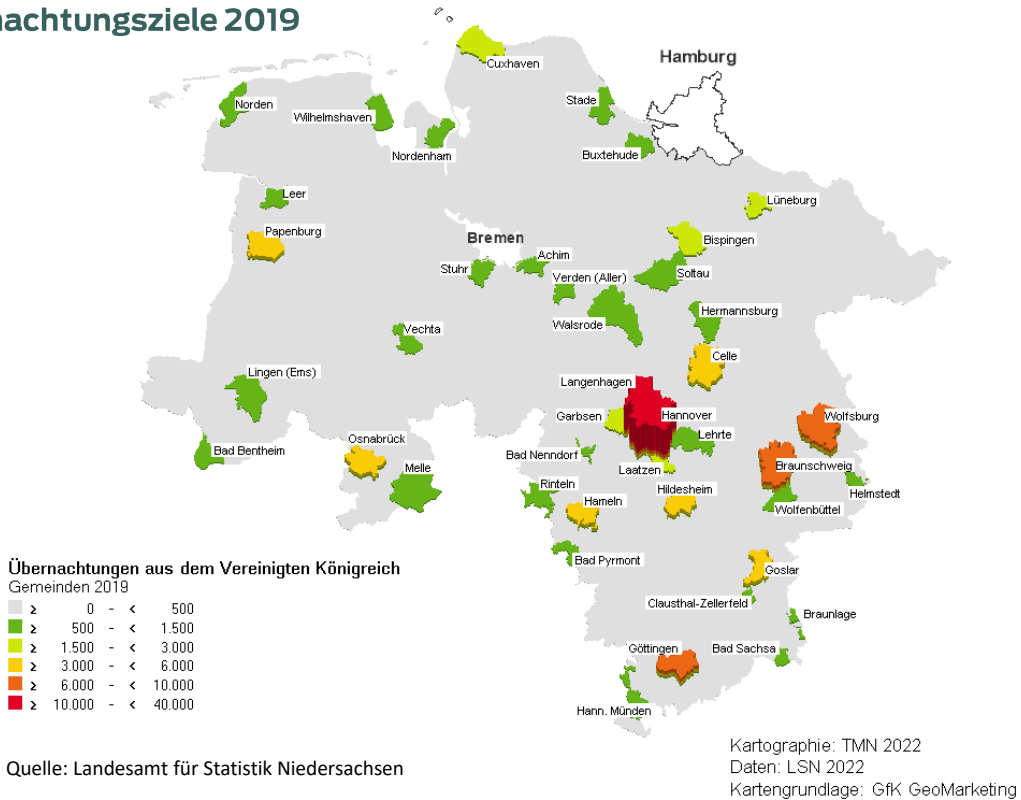 nachtungsziele 2019
Hamburg
Cuxhaven
Norden
Wilhelmshaven
Stade
Nordenham
Buxtehude
Leer
Lüneburg
Papenburg
Bremen
Bispingen
Stuhr
Achim
Verden (Aller)
Soltau
Walsrode
Hermannsburg
Vechta
Celle
Lingen (Ems)
Langenhagen
Garbsen
Hannover
Wolfsburg
Osnabrück
Bad Bentheim
Bad Nenndorf
Lehrte
Melle
Laatzen
Braunschweig
Rinteln
Hildesheim
Helmstedt
Hameln
Wolfenbüttel
Bad Pyrmont
Goslar
Clausthal-Zellerfeld
Braunlage
Göttingen
Bad Sachsa
Hann. Münden
Übernachtungen aus dem Vereinigten Königreich
Gemeinden 2019
≥ 0 - < 500
≥ 500 - < 1.500
≥ 1.500 - < 3.000
≥ 3.000 - < 6.000
≥ 6.000 - < 10.000
≥ 10.000 - < 40.000
Quelle: Landesamt für Statistik Niedersachsen
Kartographie: TMN 2022
Daten: LSN 2022
Kartengrundlage: GfK GeoMarketing